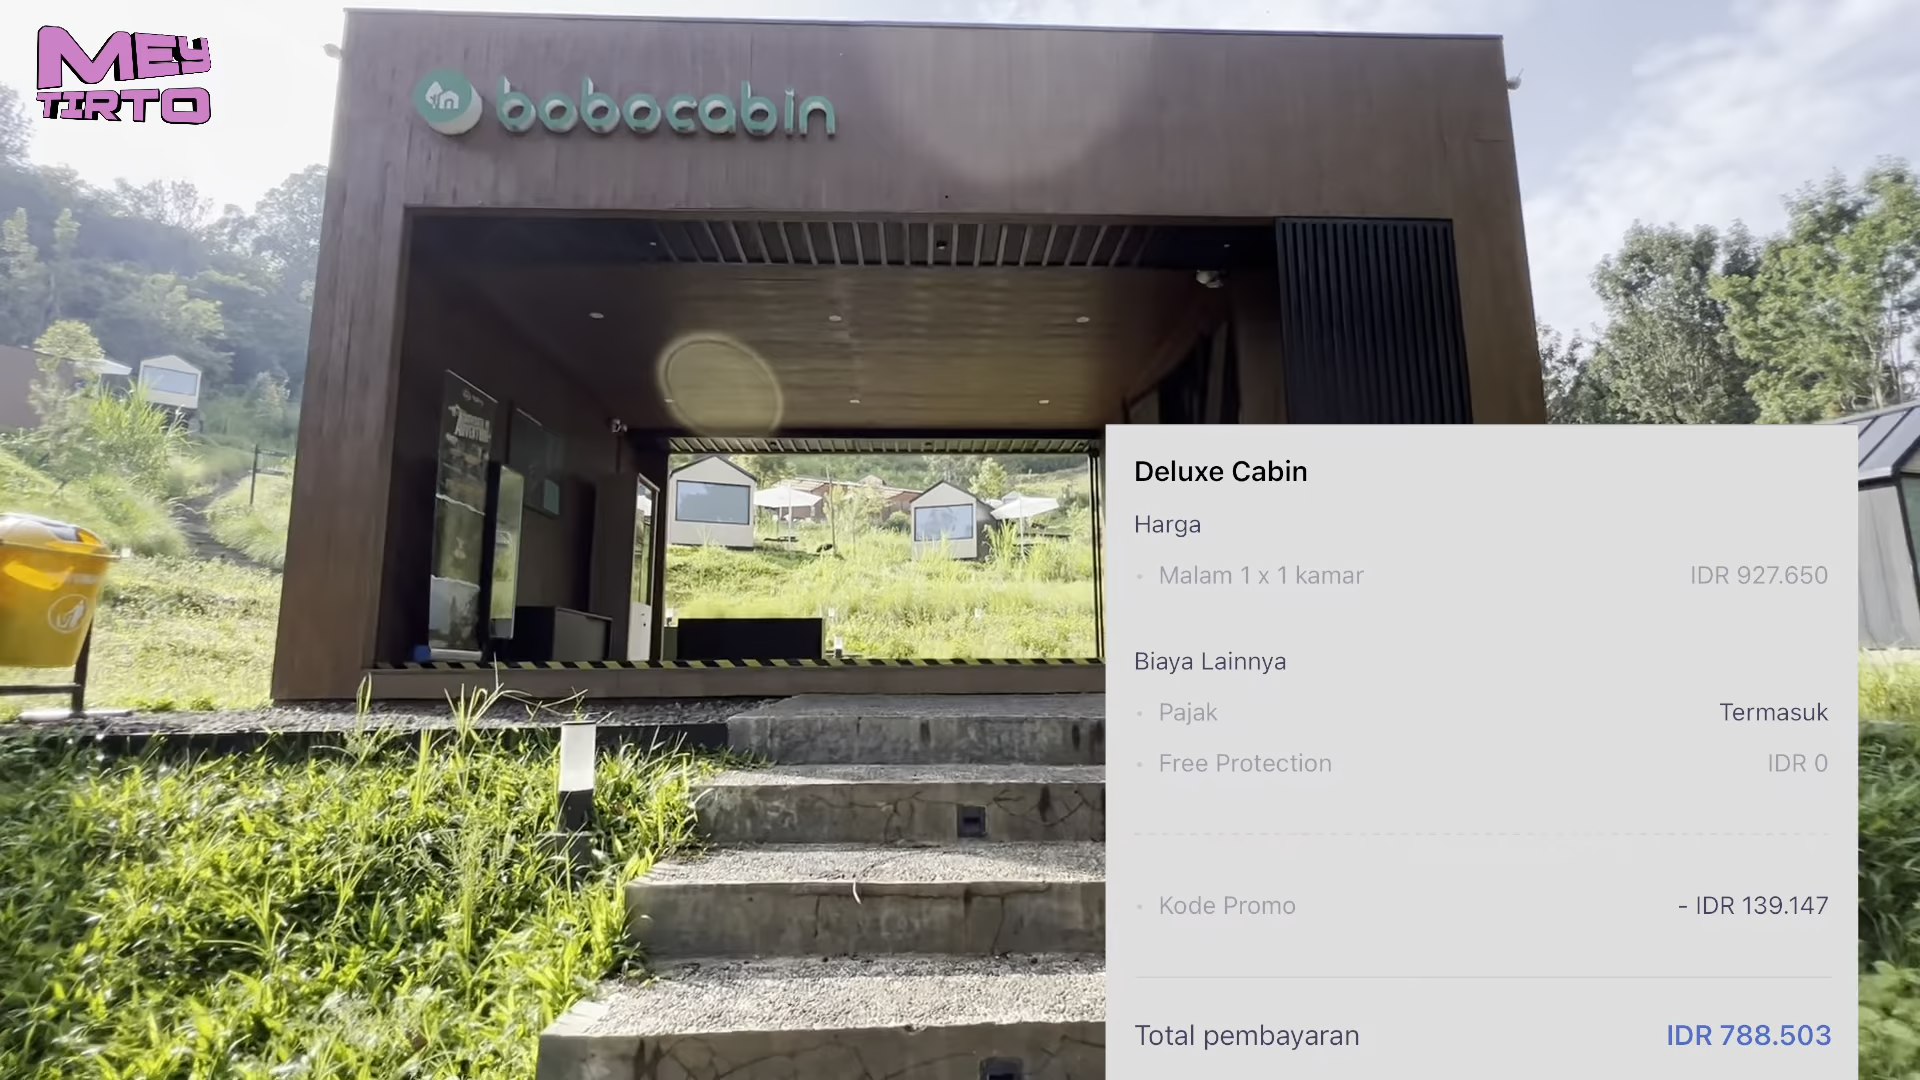 MEY
TIRTO
bobocabin
Deluxe Cabin
Harga
• Malam 1 x 1 kamar IDR 927.650
Biaya Lainnya
• Pajak Termasuk
• Free Protection IDR 0
• Kode Promo - IDR 139.147
Total pembayaran IDR 788.503